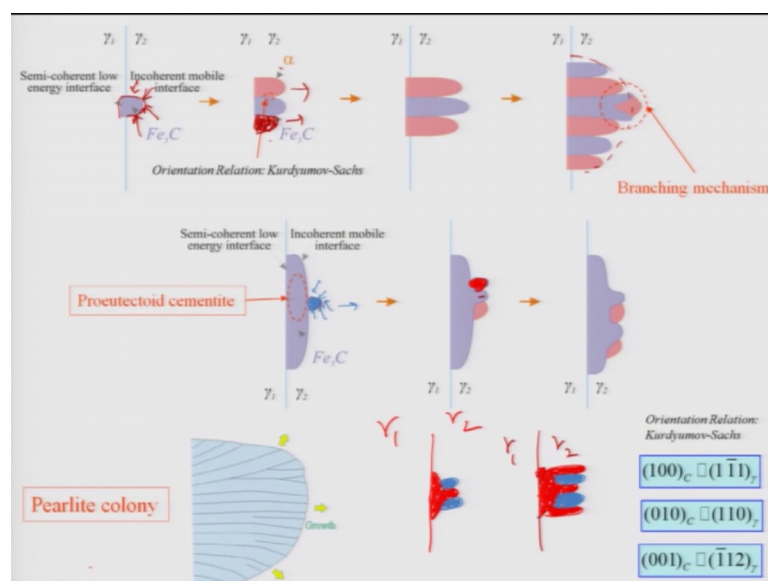 γ₁ γ₂ γ₁ γ₂ γ₁ γ₂ γ₁ γ₂
α
Semi-coherent low energy interface
Incoherent mobile interface
Fe₃C
Fe₃C
Orientation Relation: Kurdyumov-Sachs
Branching mechanism
Semi-coherent low energy interface
Incoherent mobile interface
Proeutectoid cementite
Fe₃C
γ₁ γ₂ γ₁ γ₂ γ₁ γ₂
γ₁ γ₂ γ₁ γ₂
Orientation Relation:
Kurdyumov-Sachs
(100)C □(1 1̅ 1)γ
(010)C □(110)γ
(001)C □(1̅12)γ
Pearlite colony
Growth